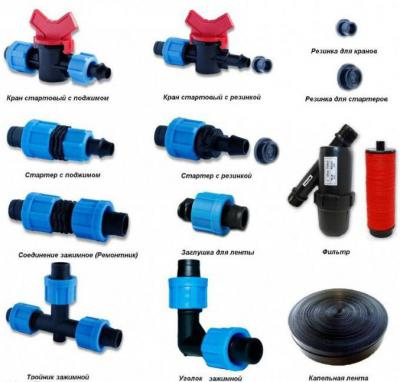 Кран стартовый с поджимом
Кран стартовый с резинкой
Резинка для кранов
Резинка для стартеров
Стартер с поджимом
Стартер с резинкой
Соединение зажимное (Ремонтник)
Заглушка для ленты
Фильтр
Тройник зажимной
Уголок зажимной
Капельная лента